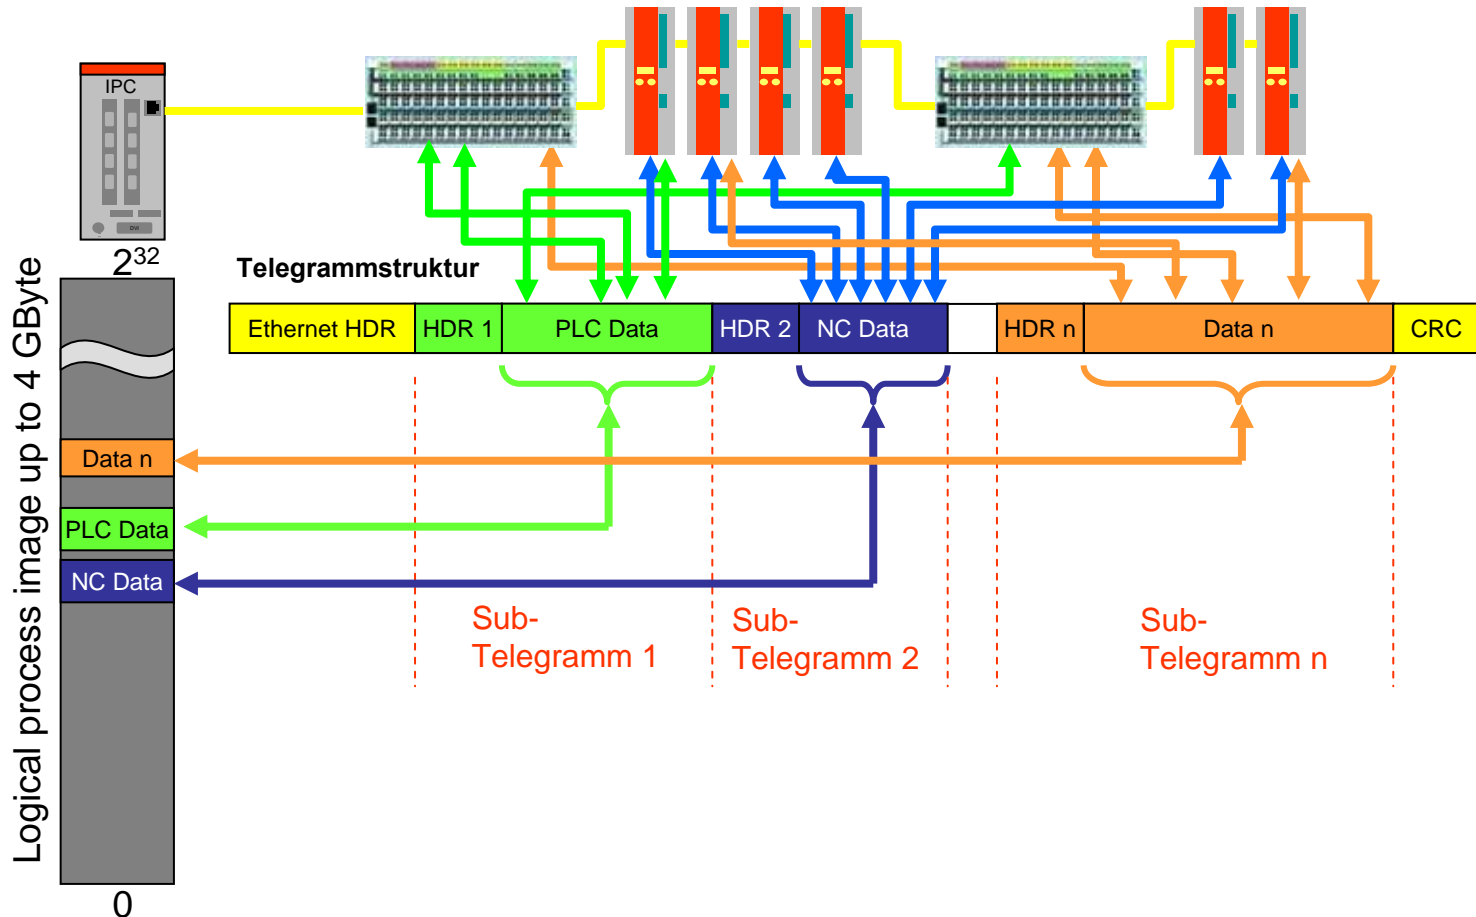 IPC
DVI
2³²
Logical process image up to 4 GByte
Telegrammstruktur
Ethernet HDR
HDR 1
PLC Data
HDR 2
NC Data
HDR n
Data n
CRC
Data n
PLC Data
NC Data
Sub-
Telegramm 1
Sub-
Telegramm 2
Sub-
Telegramm n
0